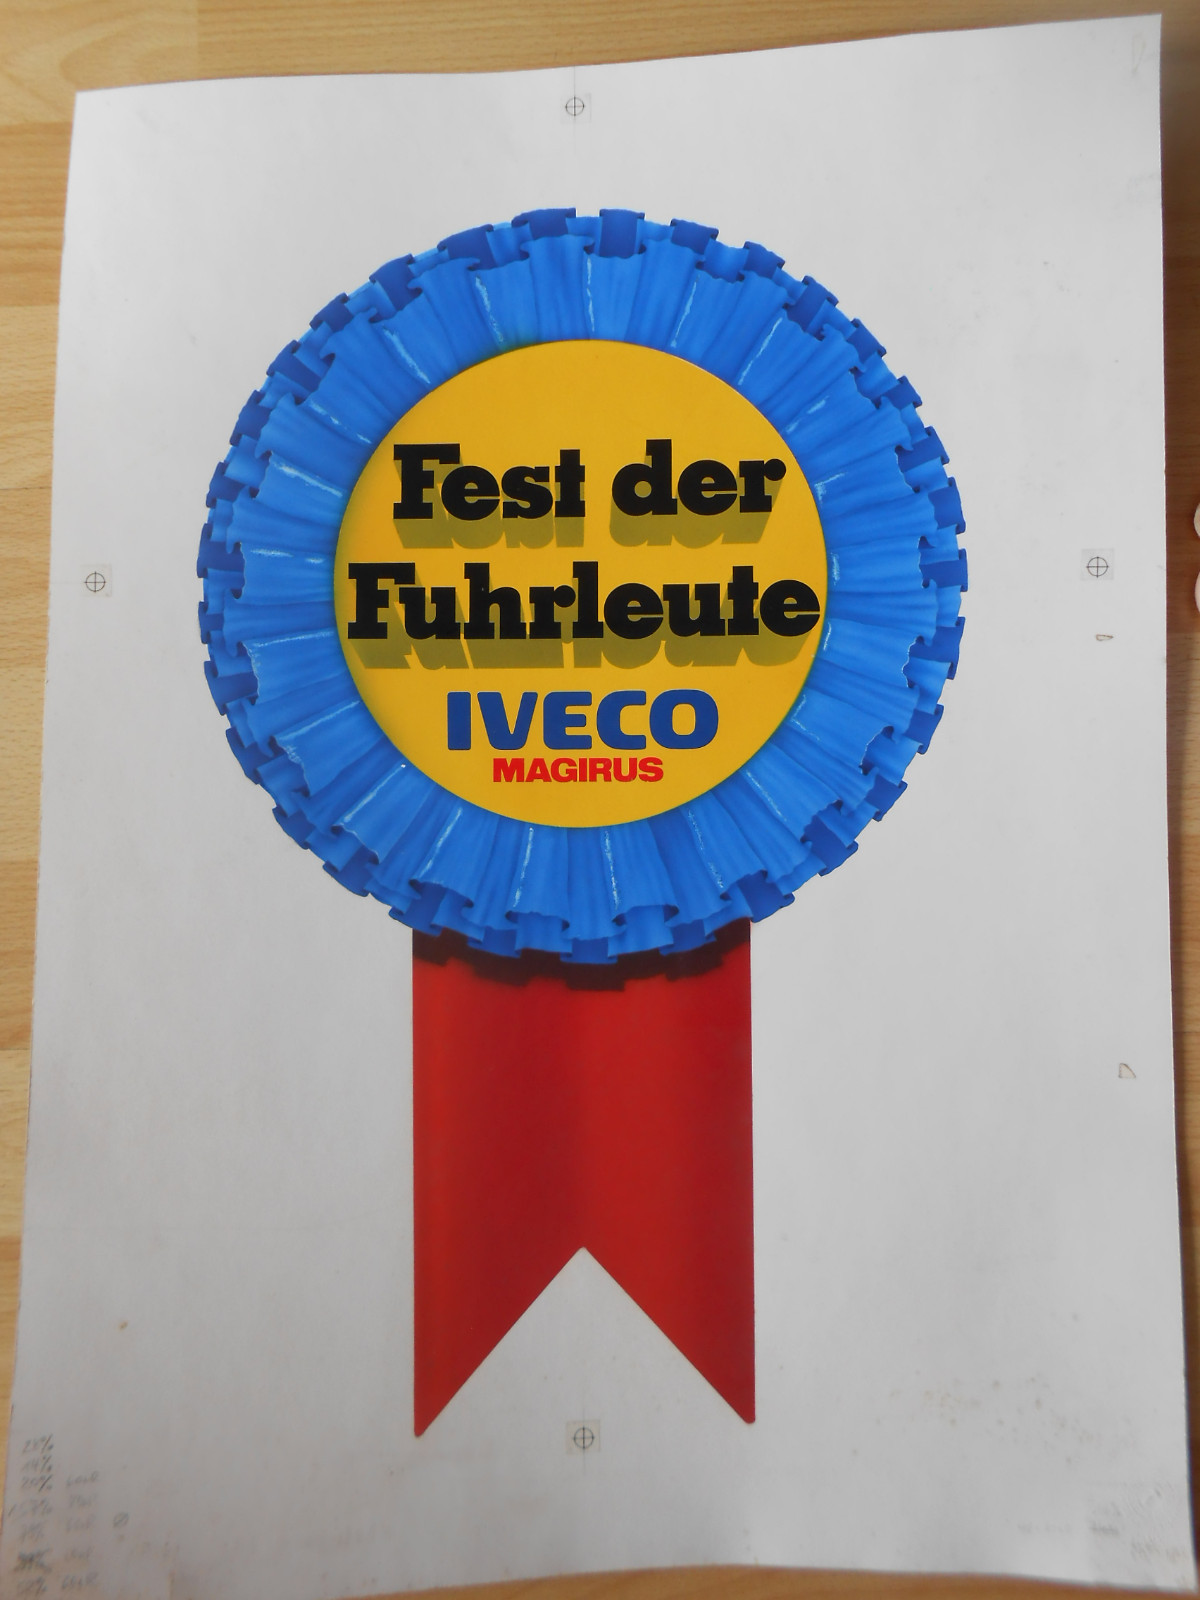 Fest der
Fuhrleute
IVECO
MAGIRUS